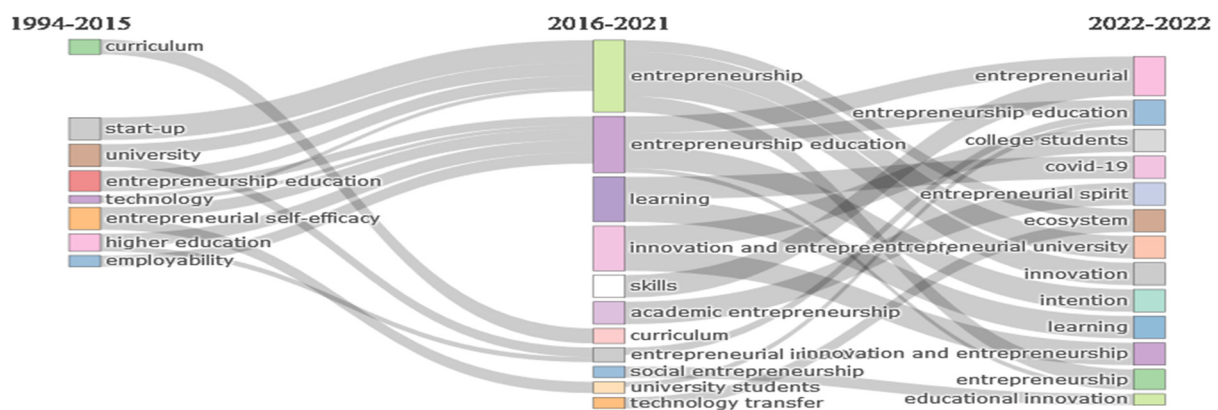 1994-2015
curriculum
start-up
university
entrepreneurship education
technology
entrepreneurial self-efficacy
higher education
employability
2016-2021
entrepreneurship
entrepreneurship education
learning
innovation and entrepreneurship
skills
academic entrepreneurship
curriculum
entrepreneurial
social entrepreneurship
university students
technology transfer
2022-2022
entrepreneurial
entrepreneurship education
college students
covid-19
entrepreneurial spirit
ecosystem
entrepreneurial university
innovation
intention
learning
innovation and entrepreneurship
entrepreneurship
educational innovation